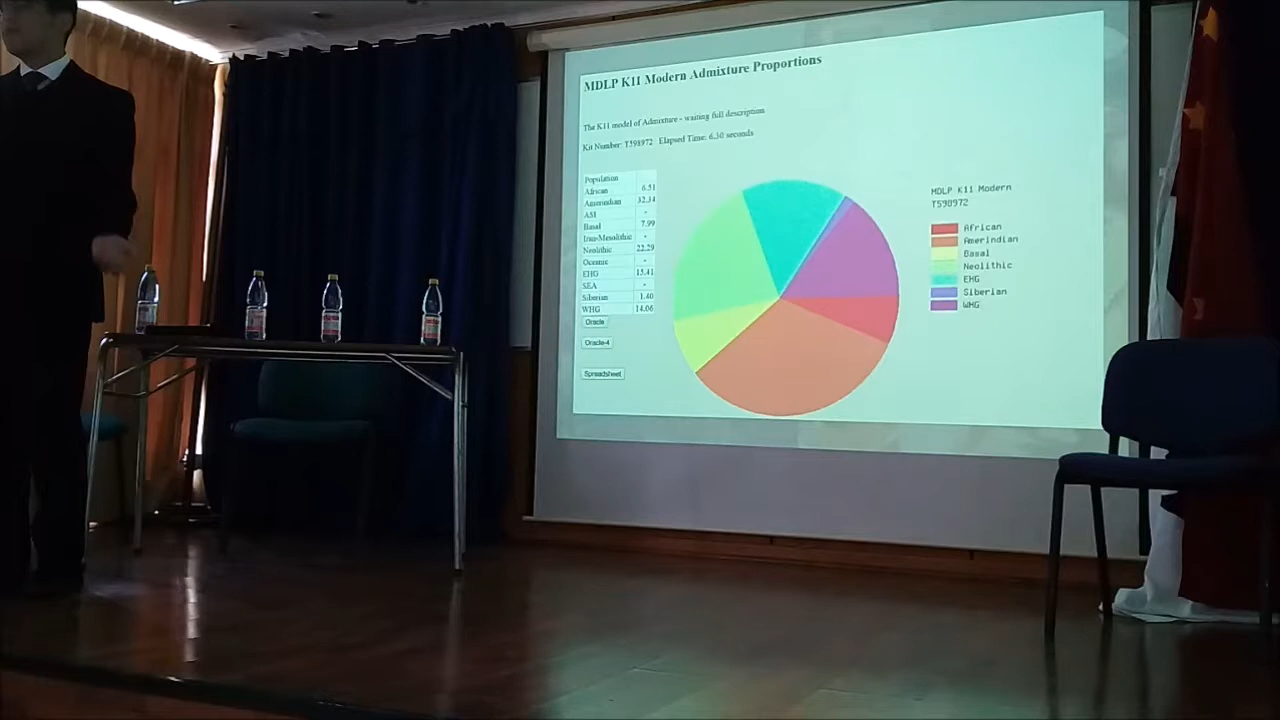 MDLP K11 Modern Admixture Proportions
The K11 model of Admixture - waiting full description
Kit Number: T598972 Elapsed Time: 6.30 seconds
Population
African 6.51
Amerindian 32.34
ASI -
Basal 7.99
Iran-Mesolithic -
Neolithic 22.29
Oceanic -
EHG 15.41
SEA -
Siberian 1.40
WHG 14.06
Oracle
Oracle-4
Spreadsheet
MDLP K11 Modern
T598972
African
Amerindian
Basal
Neolithic
EHG
Siberian
WHG